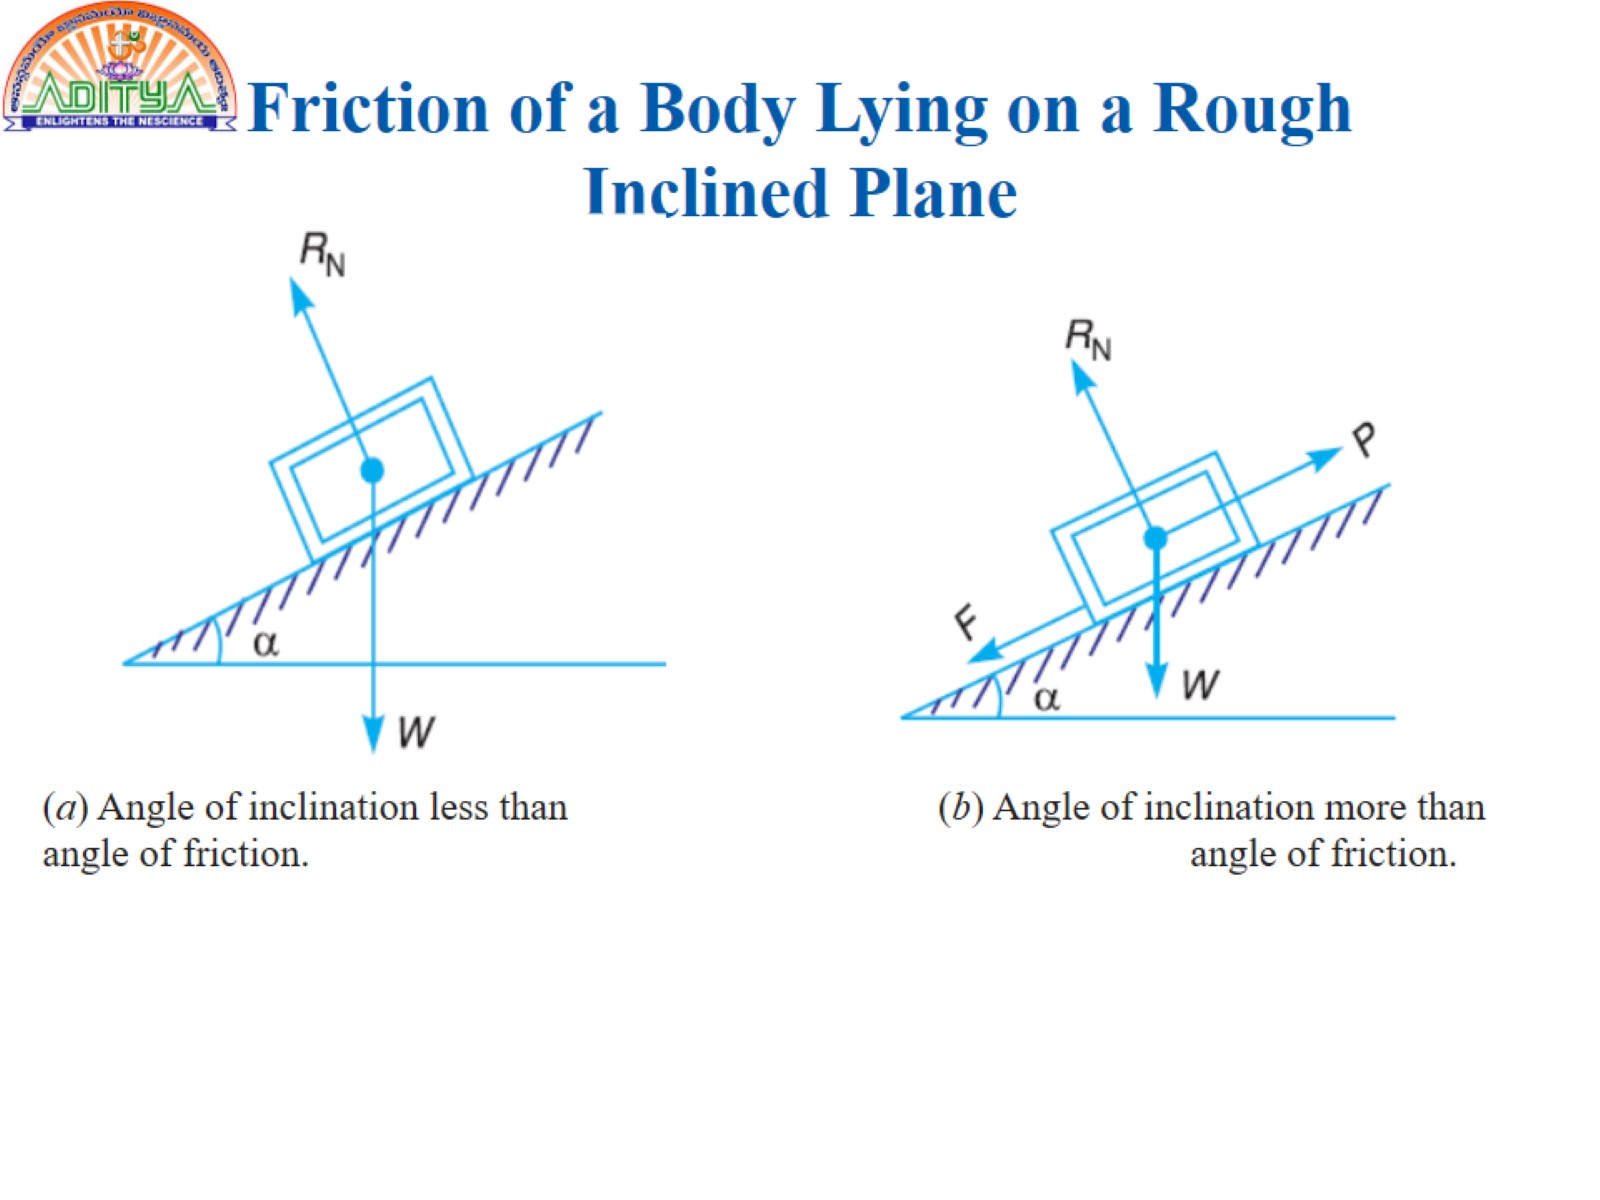 ADITYA
ENLIGHTENS THE NESCIENCE
Friction of a Body Lying on a Rough
Inclined Plane
R_N
W
α
(a) Angle of inclination less than
angle of friction.
R_N
P
F
W
α
(b) Angle of inclination more than
angle of friction.